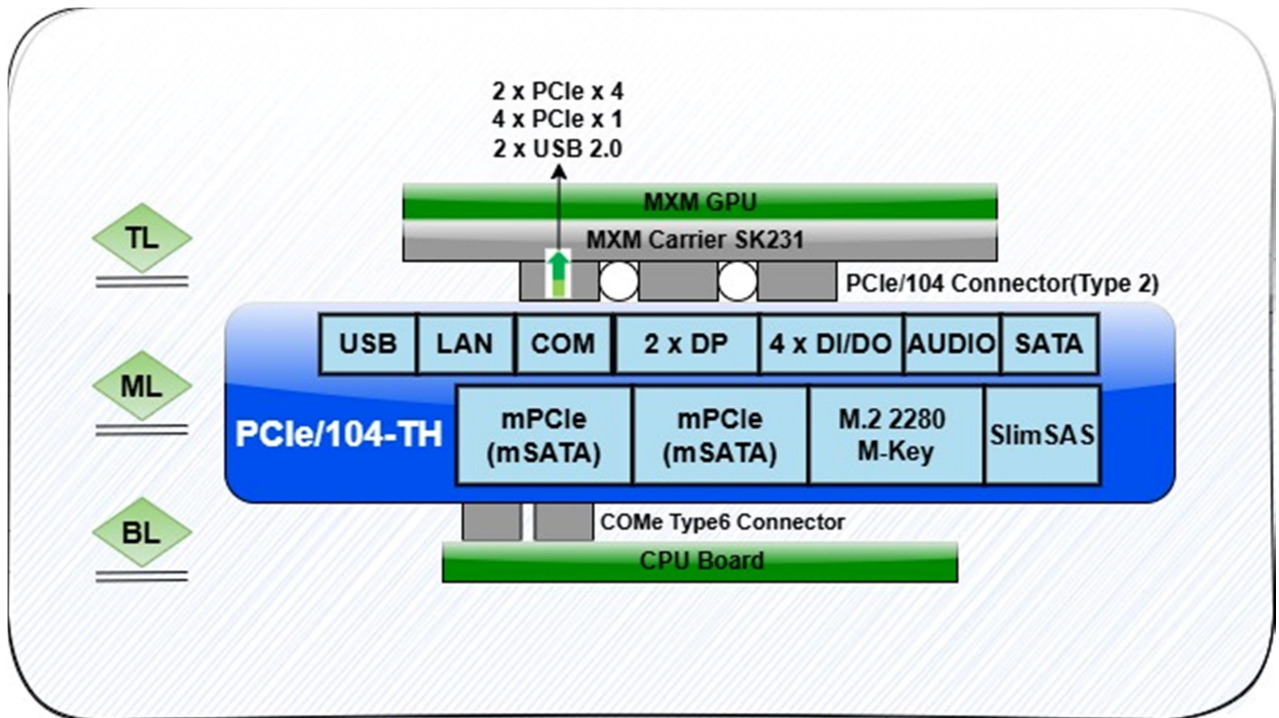 2 x PCIe x 4
4 x PCIe x 1
2 x USB 2.0
MXM GPU
TL
MXM Carrier SK231
PCIe/104 Connector(Type 2)
USB
LAN
COM
2 x DP
4 x DI/DO
AUDIO
SATA
ML
PCIe/104-TH
mPCIe
(mSATA)
mPCIe
(mSATA)
M.2 2280
M-Key
SlimSAS
BL
COMe Type6 Connector
CPU Board